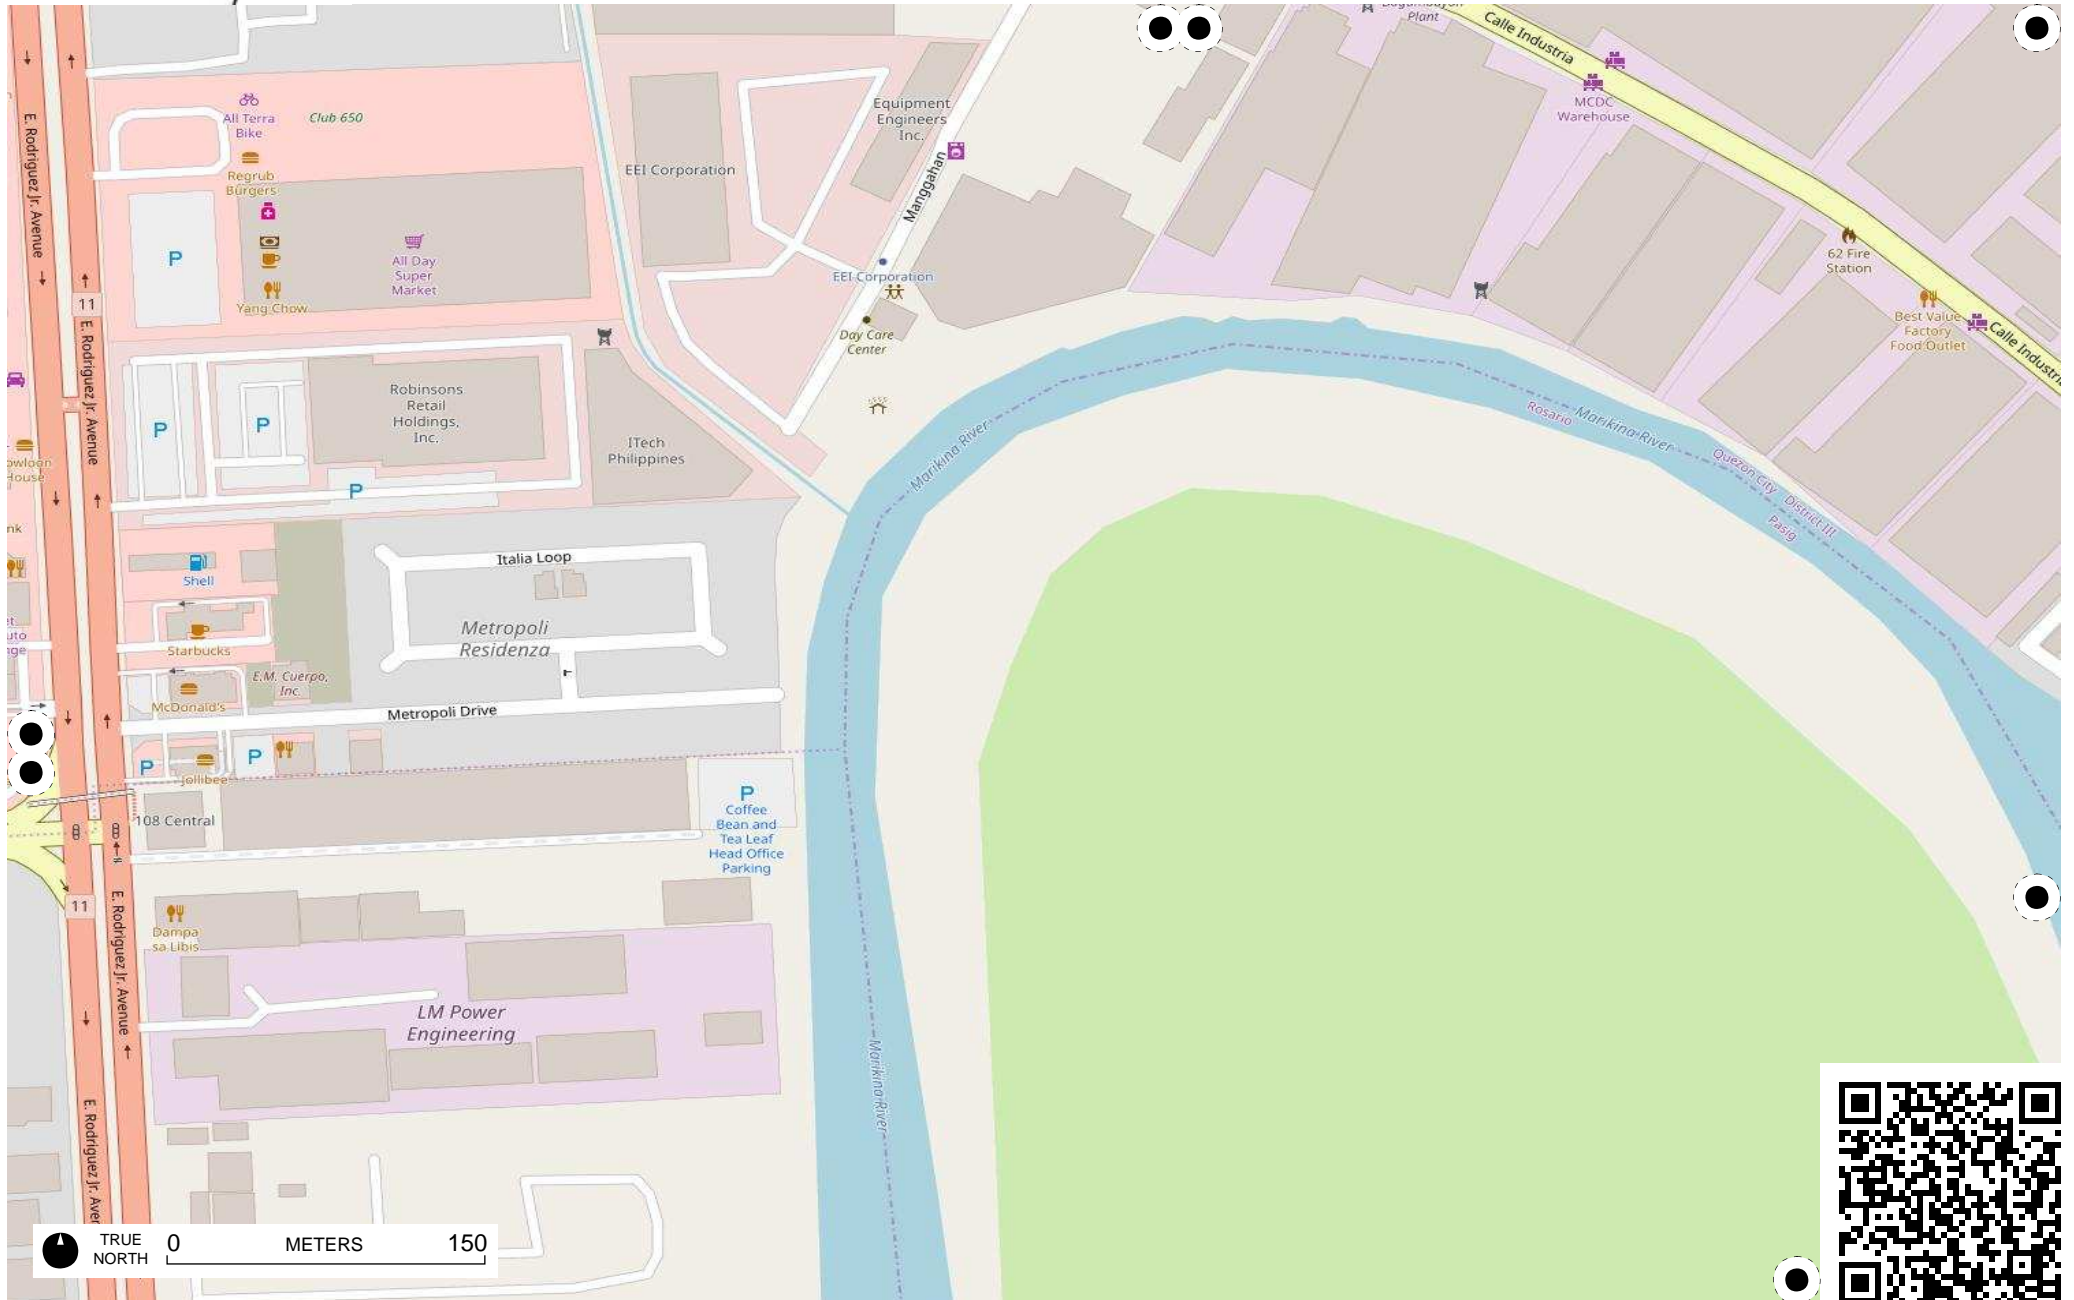 Plant
Calle Industria
MCDC
Warehouse
E. Rodriguez Jr. Avenue
All Terra
Bike
Club 650
Regrub
Burgers
Equipment
Engineers
Inc.
EEI Corporation
Manggahan
P
All Day
Super
Market
Yang Chow
62 Fire
Station
EEI Corporation
11
E. Rodriguez Jr. Avenue
Day Care
Center
Best Value
Factory
Food Outlet
Calle Industria
Robinsons
Retail
Holdings,
Inc.
P
P
ITech
Philippines
P
Marikina River
Rosario
Marikina River
Quezon City
District III
Pasig
House
Italia Loop
Shell
Metropoli
Residenza
Starbucks
E.M. Cuerpo,
Inc.
McDonald's
Metropoli Drive
P
P
Jollibee
108 Central
P
Coffee
Bean and
Tea Leaf
Head Office
Parking
11
E. Rodriguez Jr. Avenue
Dampa
sa Libis
LM Power
Engineering
Marikina River
E. Rodriguez Jr. Aven
TRUE
NORTH
0 METERS 150